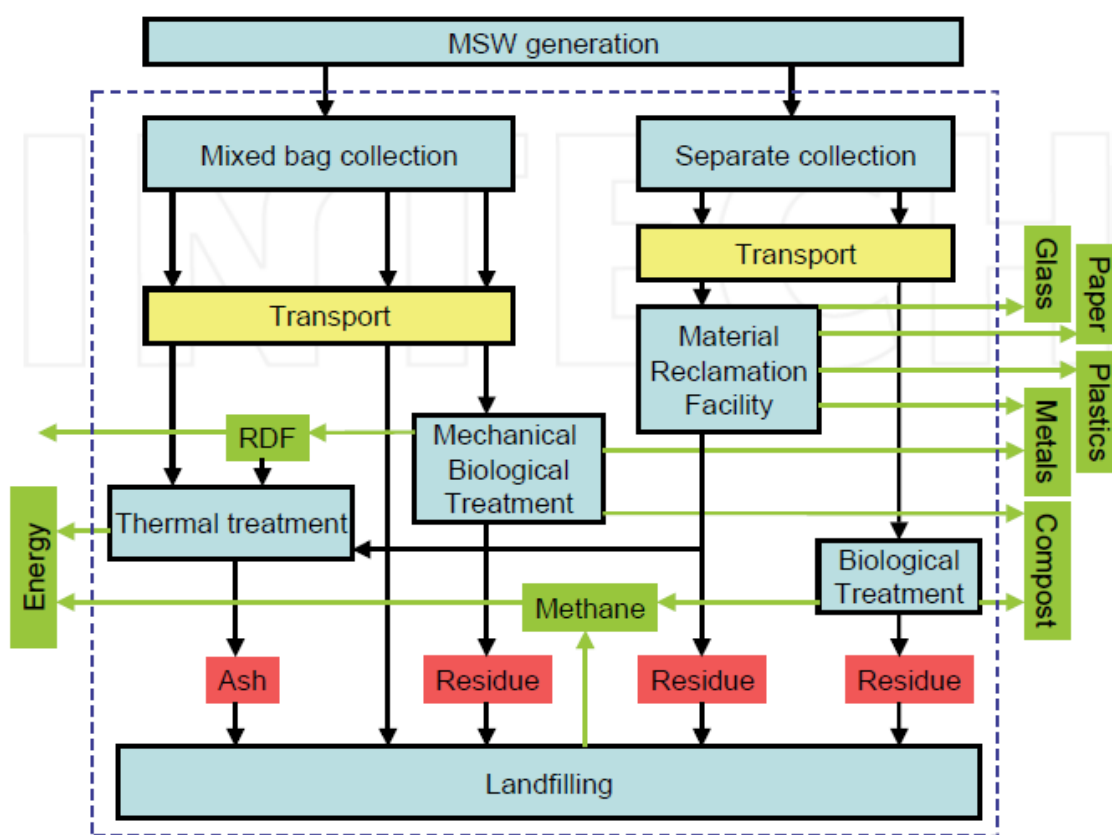 MSW generation
INTECH
Mixed bag collection
Separate collection
Transport
Transport
Glass
Paper
Material
Reclamation
Facility
Plastics
Metals
RDF
Mechanical
Biological
Treatment
Thermal treatment
Energy
Compost
Biological
Treatment
Methane
Ash
Residue
Residue
Residue
Landfilling